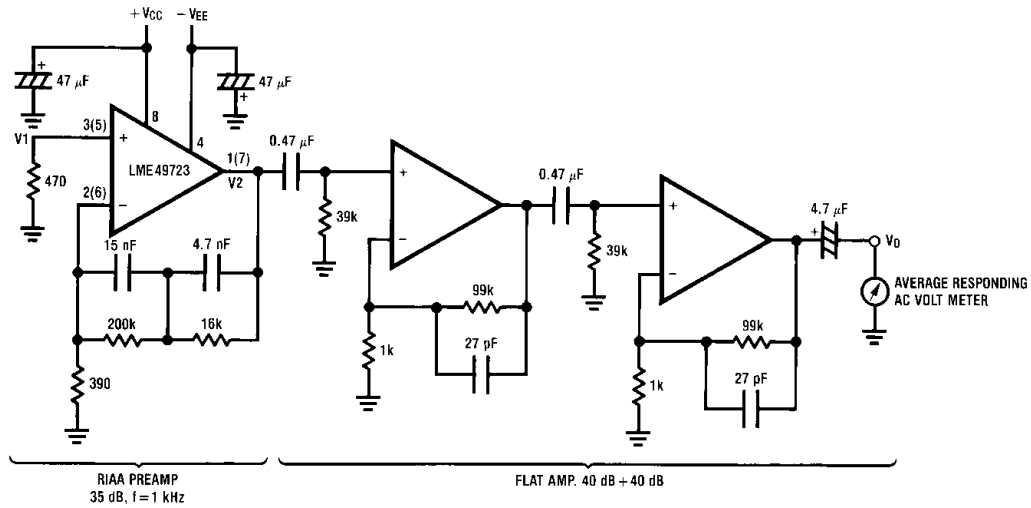 + VCC
− VEE
+
47 μF
47 μF
+
8
4
V1
3(5)
+
LME49723
1(7)
V2
470
2(6)
−
0.47 μF
39k
15 nF
4.7 nF
200k
16k
390
+
−
99k
1k
27 pF
0.47 μF
39k
+
−
99k
1k
27 pF
4.7 μF
+
VO
AVERAGE RESPONDING
AC VOLT METER
RIAA PREAMP
35 dB, f = 1 kHz
FLAT AMP. 40 dB + 40 dB